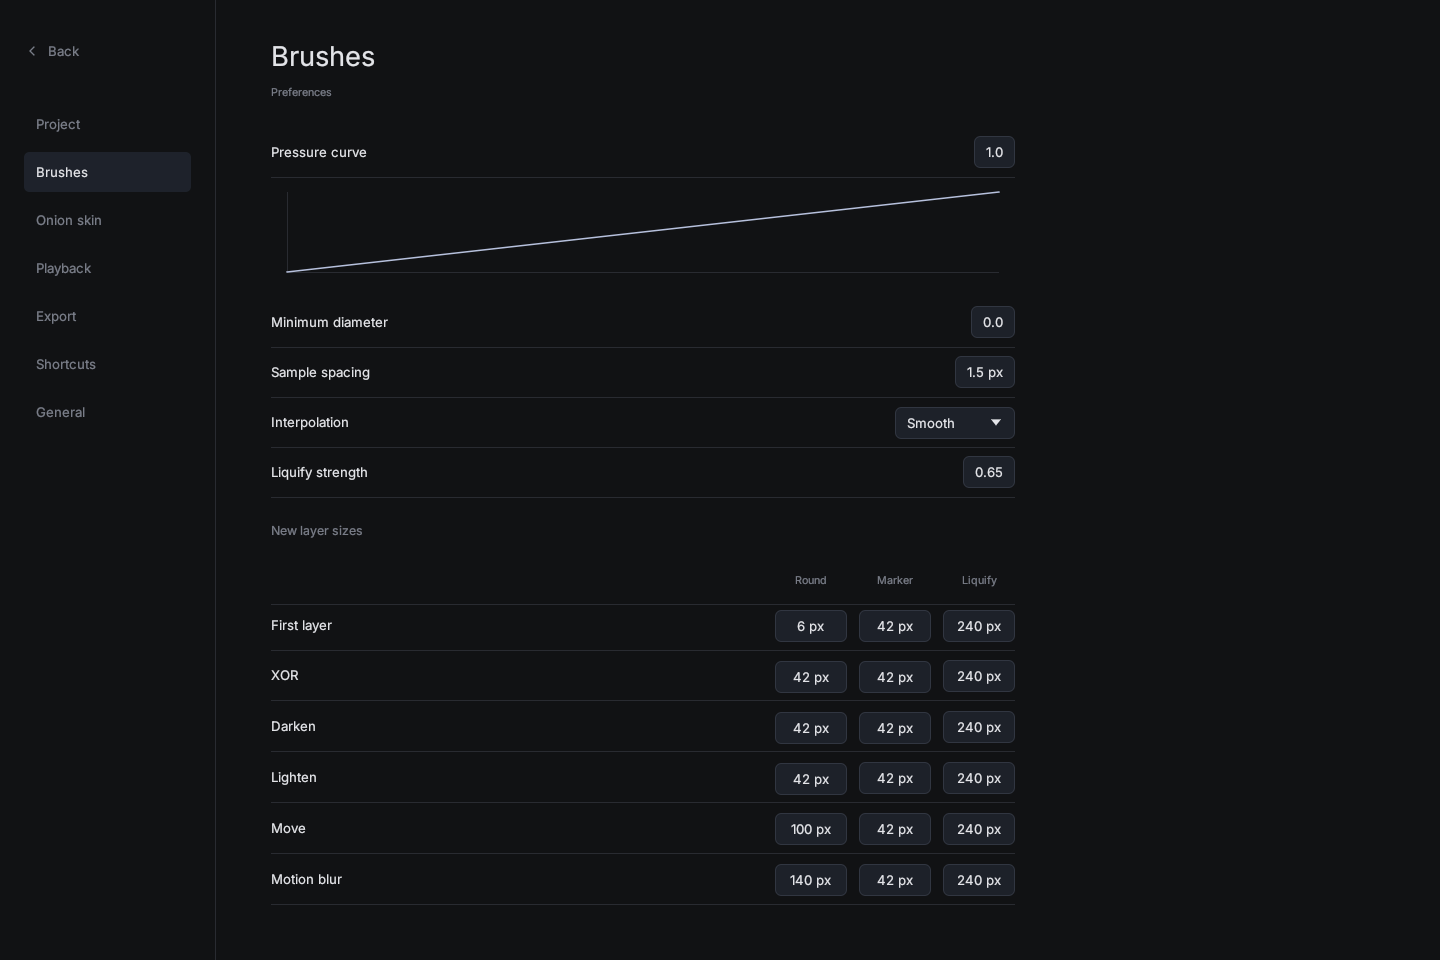 Back
Project
Brushes
Onion skin
Playback
Export
Shortcuts
General
Brushes
Preferences
Pressure curve 1.0
Minimum diameter 0.0
Sample spacing 1.5 px
Interpolation Smooth
Liquify strength 0.65
New layer sizes
Round Marker Liquify
First layer 6 px 42 px 240 px
XOR 42 px 42 px 240 px
Darken 42 px 42 px 240 px
Lighten 42 px 42 px 240 px
Move 100 px 42 px 240 px
Motion blur 140 px 42 px 240 px